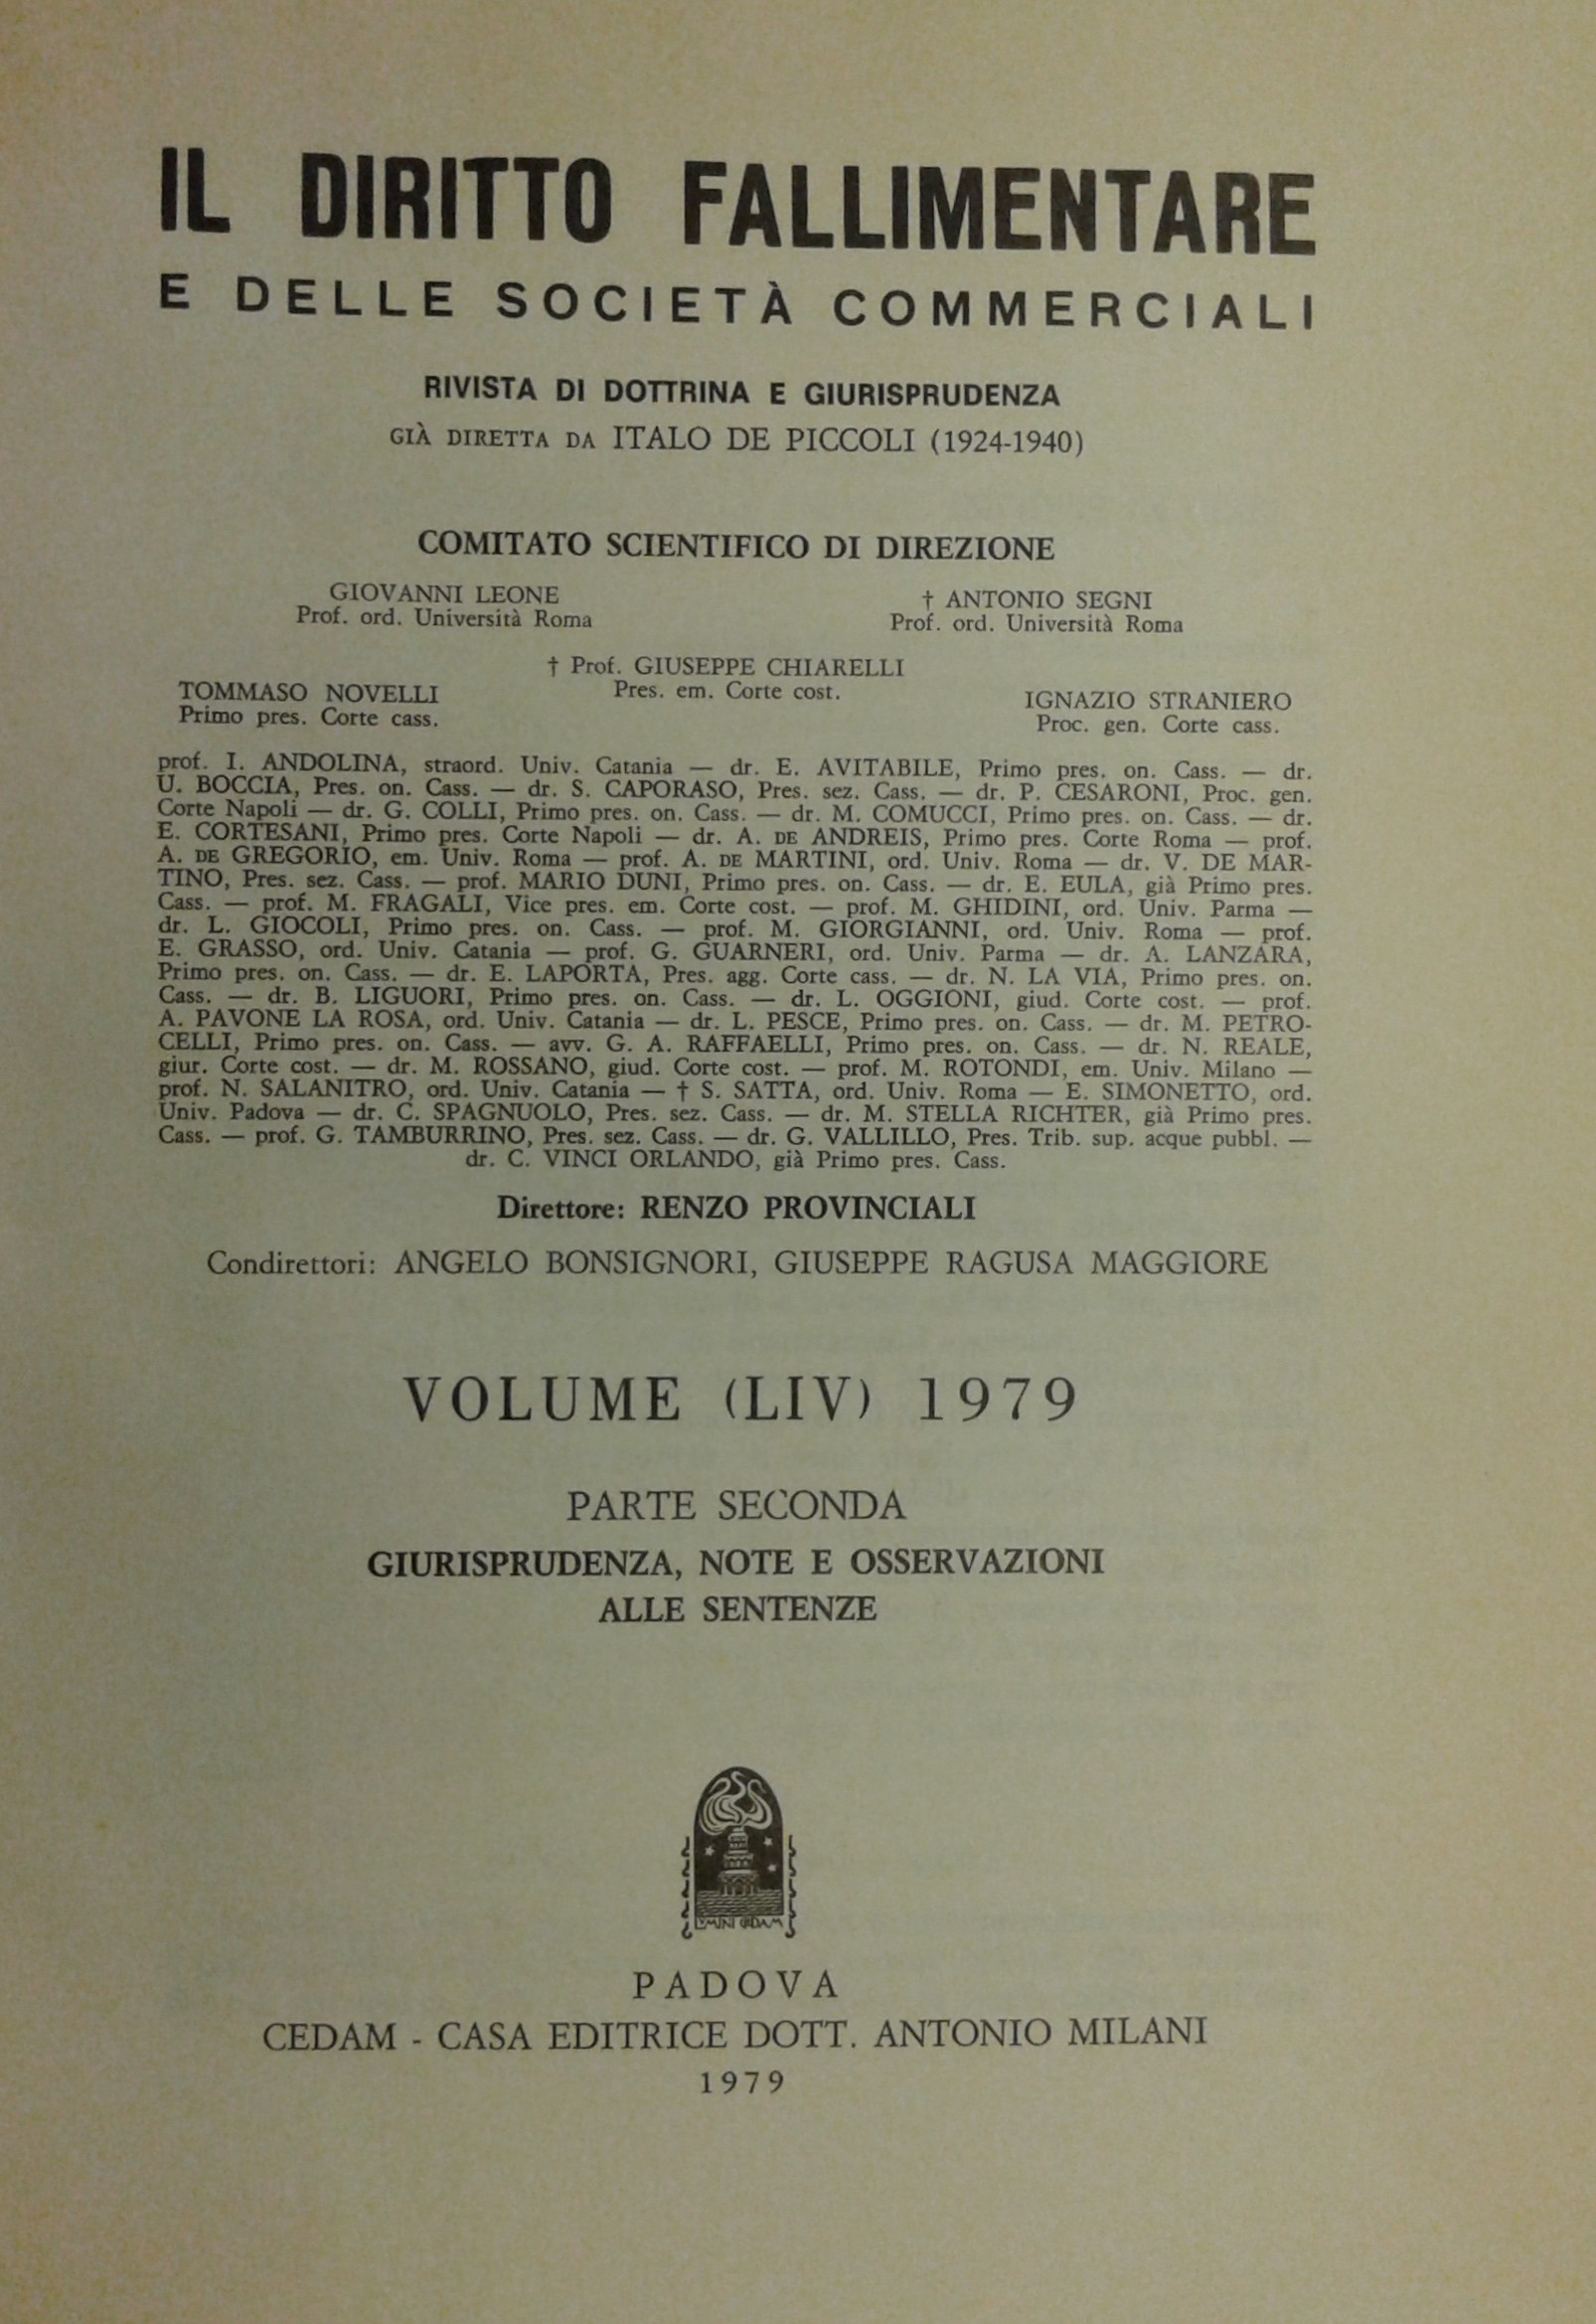 IL DIRITTO FALLIMENTARE
E DELLE SOCIETÀ COMMERCIALI
RIVISTA DI DOTTRINA E GIURISPRUDENZA
GIÀ DIRETTA DA ITALO DE PICCOLI (1924-1940)
COMITATO SCIENTIFICO DI DIREZIONE
GIOVANNI LEONE
Prof. ord. Università Roma
† ANTONIO SEGNI
Prof. ord. Università Roma
† Prof. GIUSEPPE CHIARELLI
Pres. em. Corte cost.
TOMMASO NOVELLI
Primo pres. Corte cass.
IGNAZIO STRANIERO
Proc. gen. Corte cass.
prof. I. ANDOLINA, straord. Univ. Catania — dr. E. AVITABILE, Primo pres. on. Cass. — dr.
U. BOCCIA, Pres. on. Cass. — dr. S. CAPORASO, Pres. sez. Cass. — dr. P. CESARONI, Proc. gen.
Corte Napoli — dr. G. COLLI, Primo pres. on. Cass. — dr. M. COMUCCI, Primo pres. on. Cass. — dr.
E. CORTESANI, Primo pres. Corte Napoli — dr. A. DE ANDREIS, Primo pres. Corte Roma — prof.
A. DE GREGORIO, em. Univ. Roma — prof. A. DE MARTINI, ord. Univ. Roma — dr. V. DE MAR-
TINO, Pres. sez. Cass. — prof. MARIO DUNI, Primo pres. on. Cass. — dr. E. EULA, già Primo pres.
Cass. — prof. M. FRAGALI, Vice pres. em. Corte cost. — prof. M. GHIDINI, ord. Univ. Parma —
dr. L. GIOCOLI, Primo pres. on. Cass. — prof. M. GIORGIANNI, ord. Univ. Roma — prof.
E. GRASSO, ord. Univ. Catania — prof. G. GUARNERI, ord. Univ. Parma — dr. A. LANZARA,
Primo pres. on. Cass. — dr. E. LAPORTA, Pres. agg. Corte cass. — dr. N. LA VIA, Primo pres. on.
Cass. — dr. B. LIGUORI, Primo pres. on. Cass. — dr. L. OGGIONI, giud. Corte cost. — prof.
A. PAVONE LA ROSA, ord. Univ. Catania — dr. L. PESCE, Primo pres. on. Cass. — dr. M. PETRO-
CELLI, Primo pres. on. Cass. — avv. G. A. RAFFAELLI, Primo pres. on. Cass. — dr. N. REALE,
giur. Corte cost. — dr. M. ROSSANO, giud. Corte cost. — prof. M. ROTONDI, em. Univ. Milano —
prof. N. SALANITRO, ord. Univ. Catania — † S. SATTA, ord. Univ. Roma — E. SIMONETTO, ord.
Univ. Padova — dr. C. SPAGNUOLO, Pres. sez. Cass. — dr. M. STELLA RICHTER, già Primo pres.
Cass. — prof. G. TAMBURRINO, Pres. sez. Cass. — dr. G. VALLILLO, Pres. Trib. sup. acque pubbl. —
dr. C. VINCI ORLANDO, già Primo pres. Cass.
Direttore: RENZO PROVINCIALI
Condirettori: ANGELO BONSIGNORI, GIUSEPPE RAGUSA MAGGIORE
VOLUME (LIV) 1979
PARTE SECONDA
GIURISPRUDENZA, NOTE E OSSERVAZIONI
ALLE SENTENZE
PADOVA
CEDAM - CASA EDITRICE DOTT. ANTONIO MILANI
1979